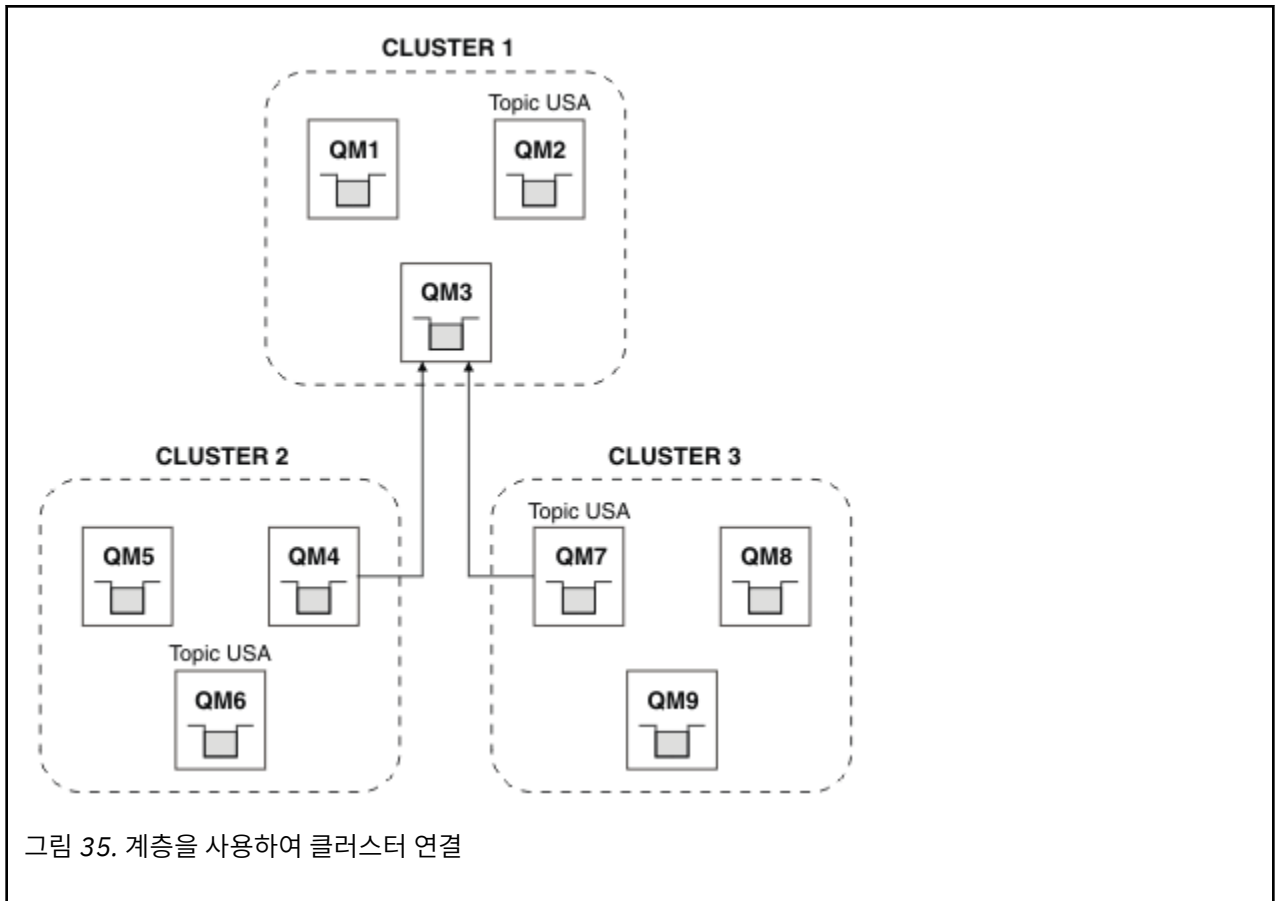 CLUSTER 1
Topic USA
QM1
QM2
QM3
CLUSTER 2
CLUSTER 3
Topic USA
QM5
QM4
QM7
QM8
Topic USA
QM6
QM9
그림 35. 계층을 사용하여 클러스터 연결